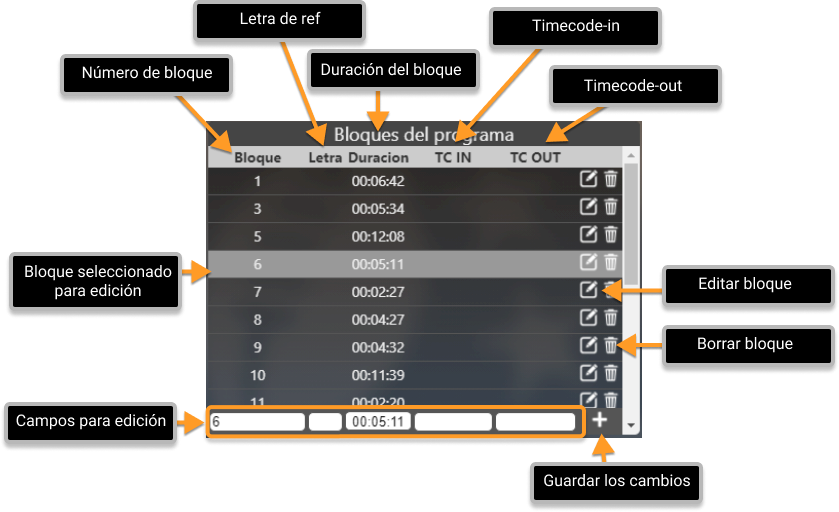 Letra de ref
Timecode-in
Número de bloque
Duración del bloque
Timecode-out
Bloques del programa
Bloque Letra Duracion TC IN TC OUT
1 00:06:42
3 00:05:34
5 00:12:08
6 00:05:11
7 00:02:27
8 00:04:27
9 00:04:32
10 00:11:39
11 00:02:20
Bloque seleccionado
para edición
Editar bloque
Borrar bloque
Campos para edición
6 00:05:11
Guardar los cambios